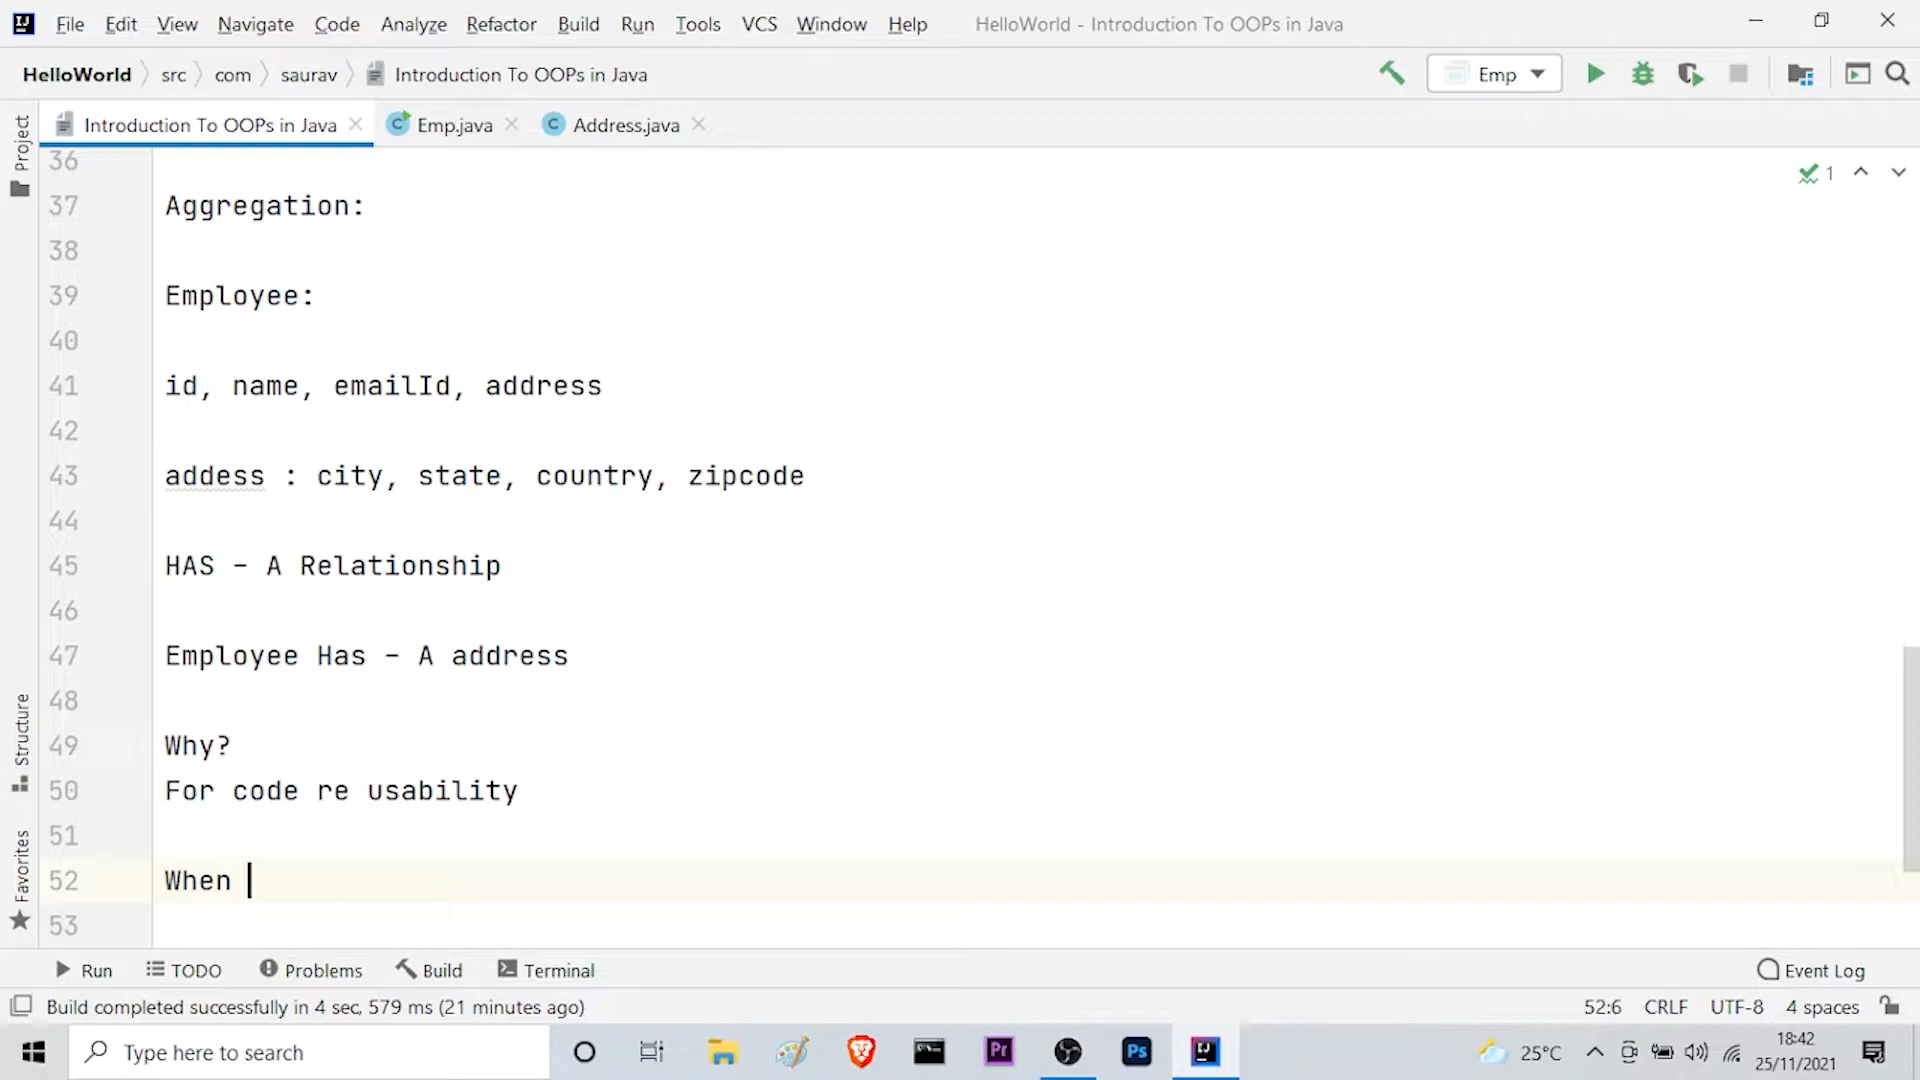 File Edit View Navigate Code Analyze Refactor Build Run Tools VCS Window Help HelloWorld - Introduction To OOPs in Java
HelloWorld src com saurav Introduction To OOPs in Java Emp
Introduction To OOPs in Java Emp.java Address.java
Project
Structure
Favorites
36
37 Aggregation:
38
39 Employee:
40
41 id, name, emailId, address
42
43 addess : city, state, country, zipcode
44
45 HAS - A Relationship
46
47 Employee Has - A address
48
49 Why?
50 For code re usability
51
52 When
53
1
Run TODO Problems Build Terminal Event Log
Build completed successfully in 4 sec, 579 ms (21 minutes ago) 52:6 CRLF UTF-8 4 spaces
Type here to search Pr Ps IJ 25°C 18:42
25/11/2021